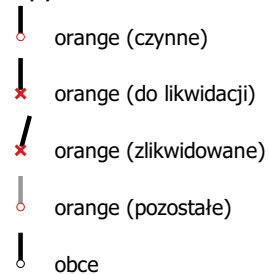 orange (czynne)
orange (do likwidacji)
orange (zlikwidowane)
orange (pozostałe)
obce